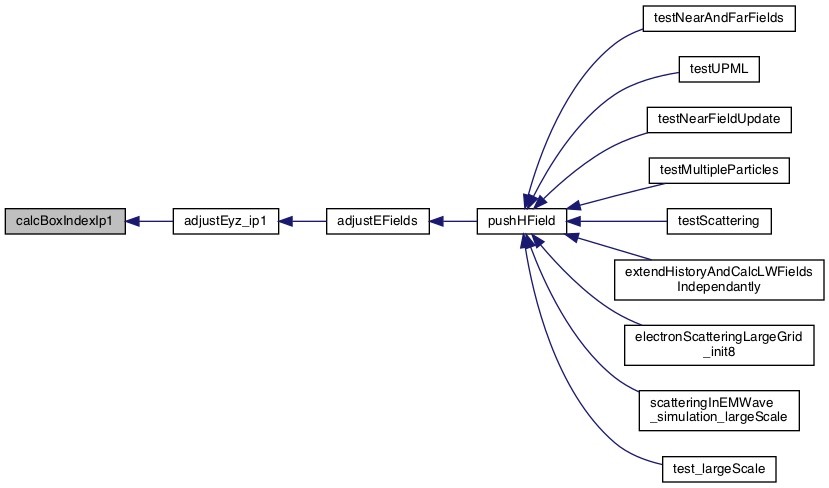 testNearAndFarFields
testUPML
testNearFieldUpdate
testMultipleParticles
calcBoxIndexIp1
adjustEyz_ip1
adjustEFields
pushHField
testScattering
extendHistoryAndCalcLWFields
Independantly
electronScatteringLargeGrid
_init8
scatteringInEMWave
_simulation_largeScale
test_largeScale